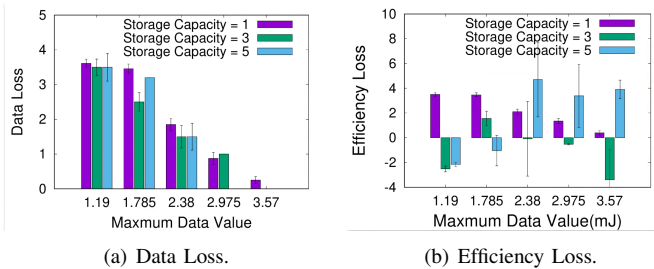 5
4
3
2
1
0
Data Loss
Storage Capacity = 1
Storage Capacity = 3
Storage Capacity = 5
1.19 1.785 2.38 2.975 3.57
Maxmum Data Value
(a) Data Loss.
10
8
6
4
2
0
-2
-4
Efficiency Loss
Storage Capacity = 1
Storage Capacity = 3
Storage Capacity = 5
1.19 1.785 2.38 2.975 3.57
Maxmum Data Value(mJ)
(b) Efficiency Loss.